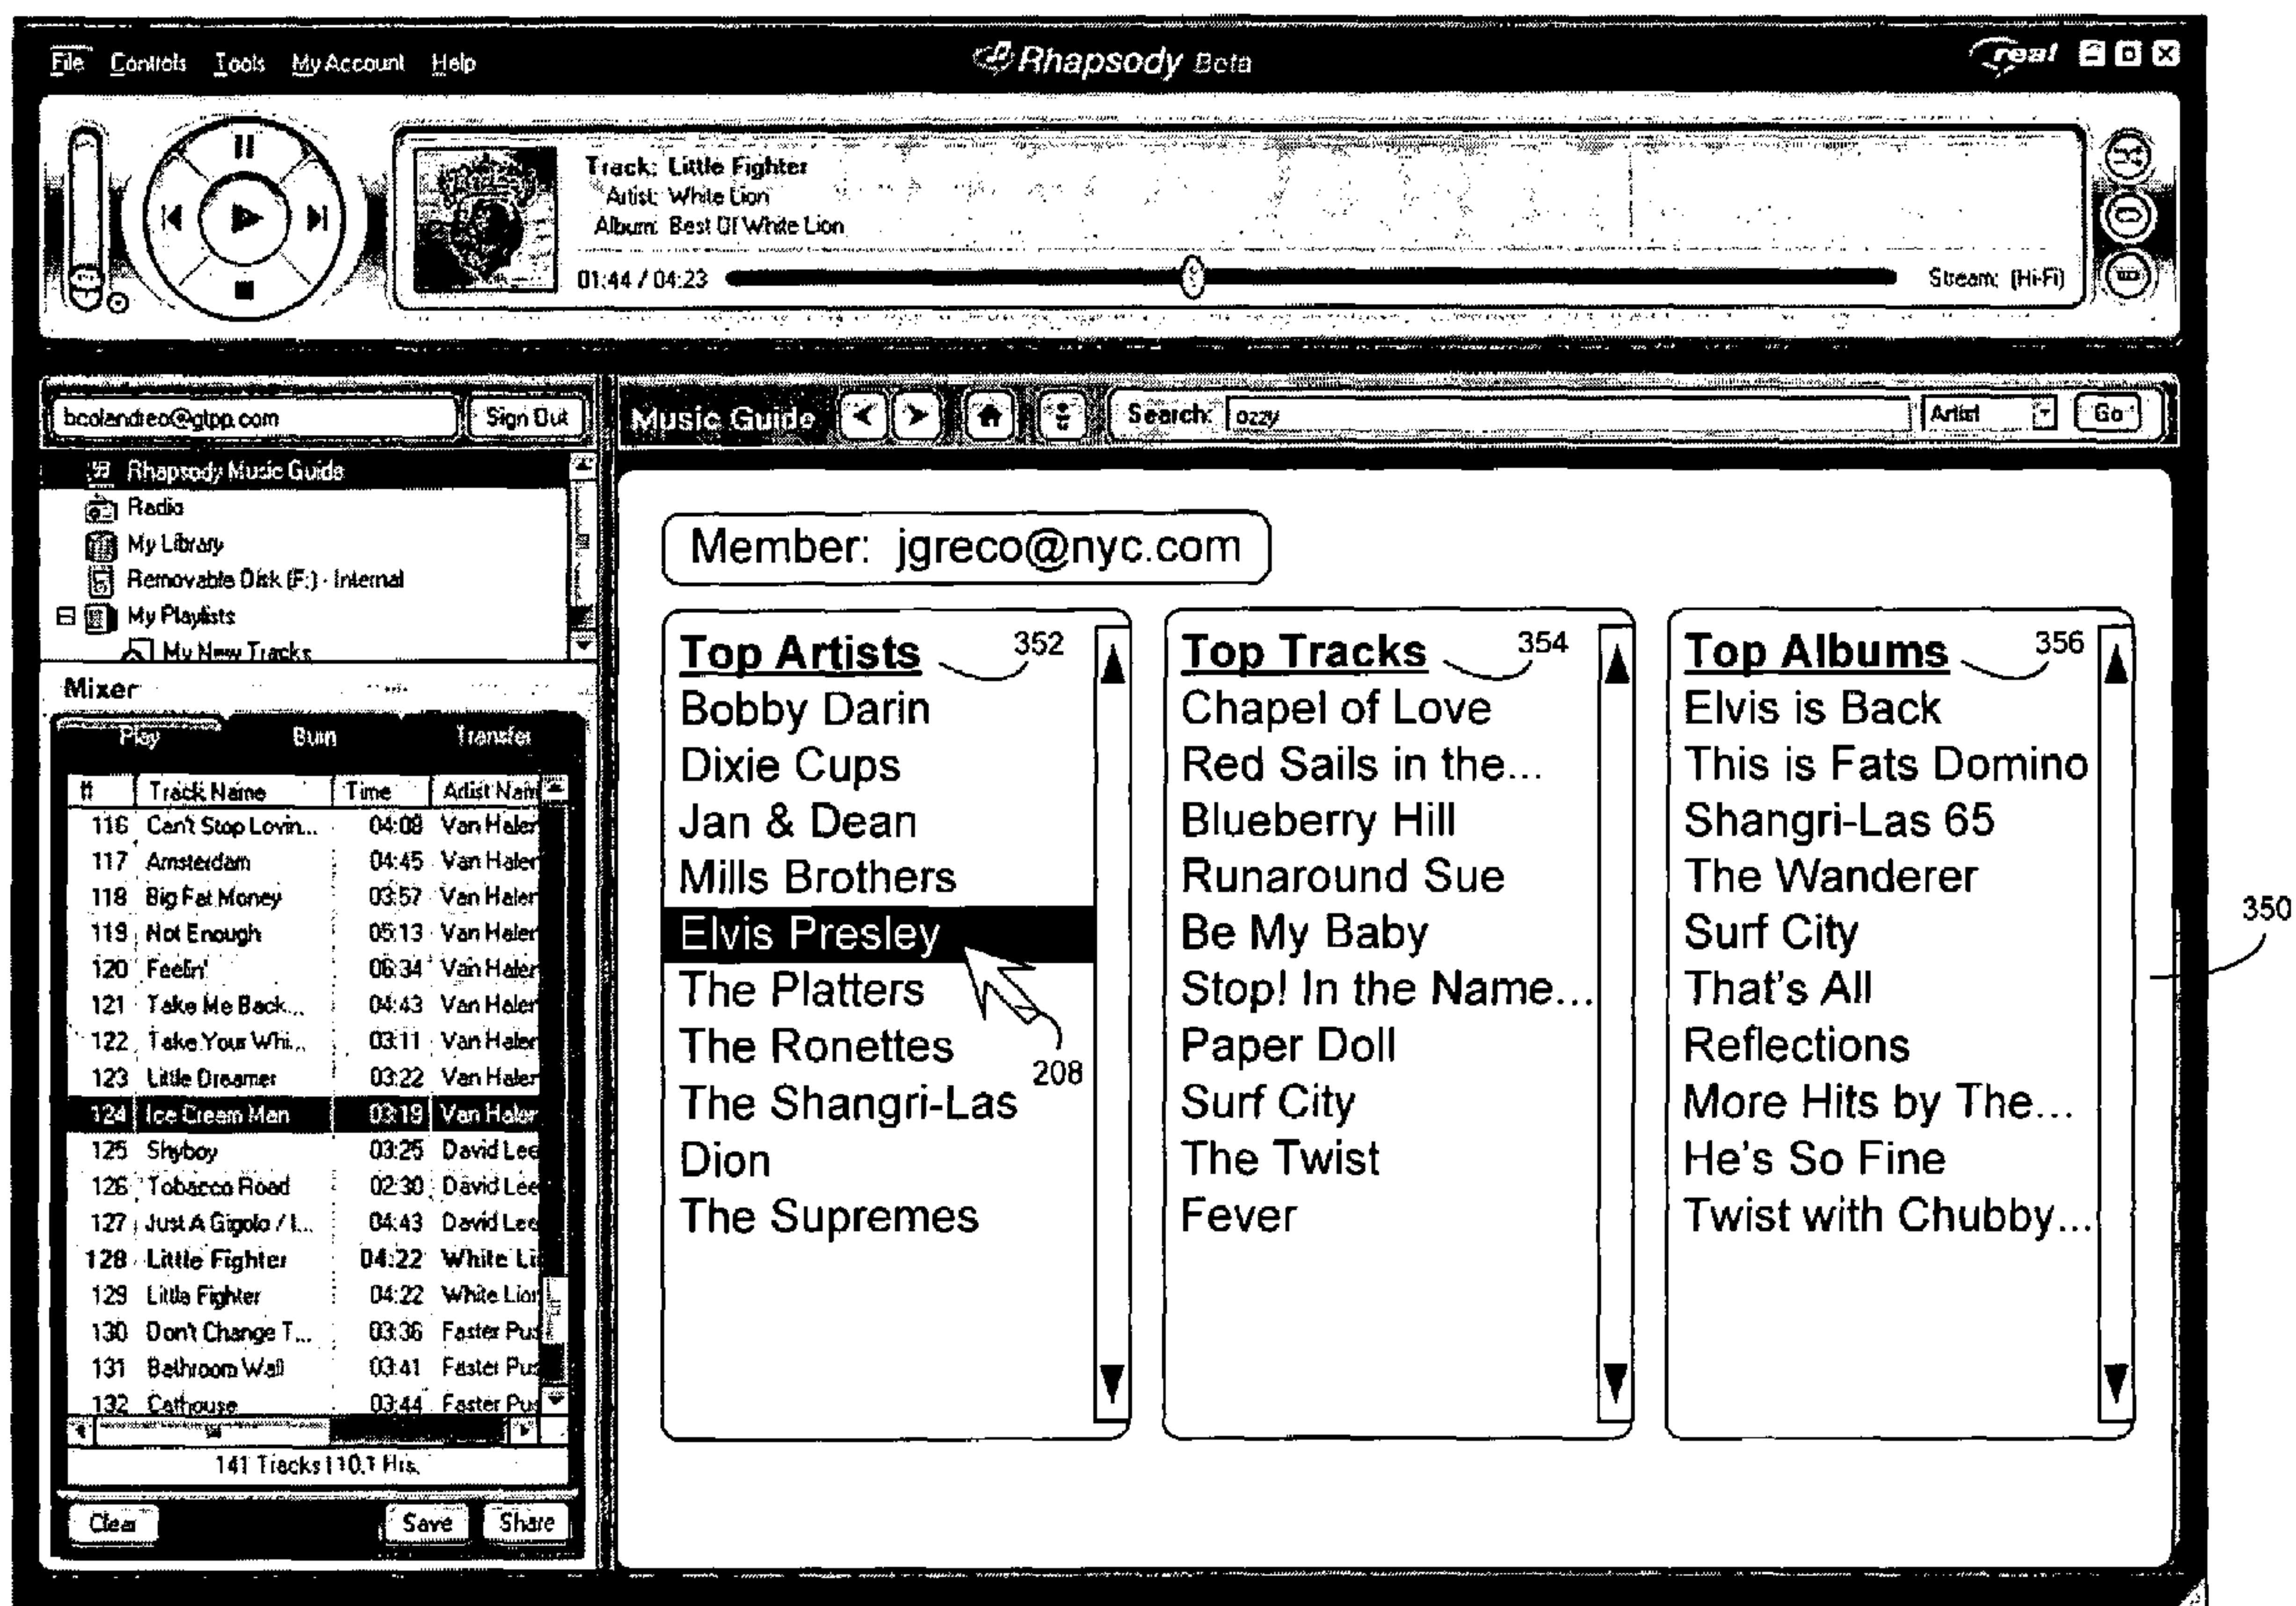 File Controls Tools My Account Help
Rhapsody Beta
real
Track: Little Fighter
Artist: White Lion
Album: Best Of White Lion
01:44 / 04:23
Stream: (Hi-Fi)
bcolandreo@gtpp.com Sign Out
Rhapsody Music Guide
Radio
My Library
Removable Disk (F:) - Internal
My Playlists
My New Tracks
Mixer
Play Burn Transfer
# Track Name Time Artist Nam
116 Can't Stop Lovin... 04:08 Van Halen
117 Amsterdam 04:45 Van Halen
118 Big Fat Money 03:57 Van Halen
119 Not Enough 05:13 Van Halen
120 Feelin' 06:34 Van Halen
121 Take Me Back... 04:43 Van Halen
122 Take Your Whi... 03:11 Van Halen
123 Little Dreamer 03:22 Van Halen
124 Ice Cream Man 03:19 Van Halen
125 Shyboy 03:25 David Lee
126 Tobacco Road 02:30 David Lee
127 Just A Gigolo / I... 04:43 David Lee
128 Little Fighter 04:22 White Li
129 Little Fighter 04:22 White Lion
130 Don't Change T... 03:36 Faster Pus
131 Bathroom Wall 03:41 Faster Pus
132 Cathouse 03:44 Faster Pus
141 Tracks 10.1 Hrs.
Clear Save Share
Music Guide Search: ozzy Artist Go
Member: jgreco@nyc.com
Top Artists 352
Bobby Darin
Dixie Cups
Jan & Dean
Mills Brothers
Elvis Presley
The Platters
The Ronettes
The Shangri-Las
Dion
The Supremes
208
Top Tracks 354
Chapel of Love
Red Sails in the...
Blueberry Hill
Runaround Sue
Be My Baby
Stop! In the Name...
Paper Doll
Surf City
The Twist
Fever
Top Albums 356
Elvis is Back
This is Fats Domino
Shangri-Las 65
The Wanderer
Surf City
That's All
Reflections
More Hits by The...
He's So Fine
Twist with Chubby...
350